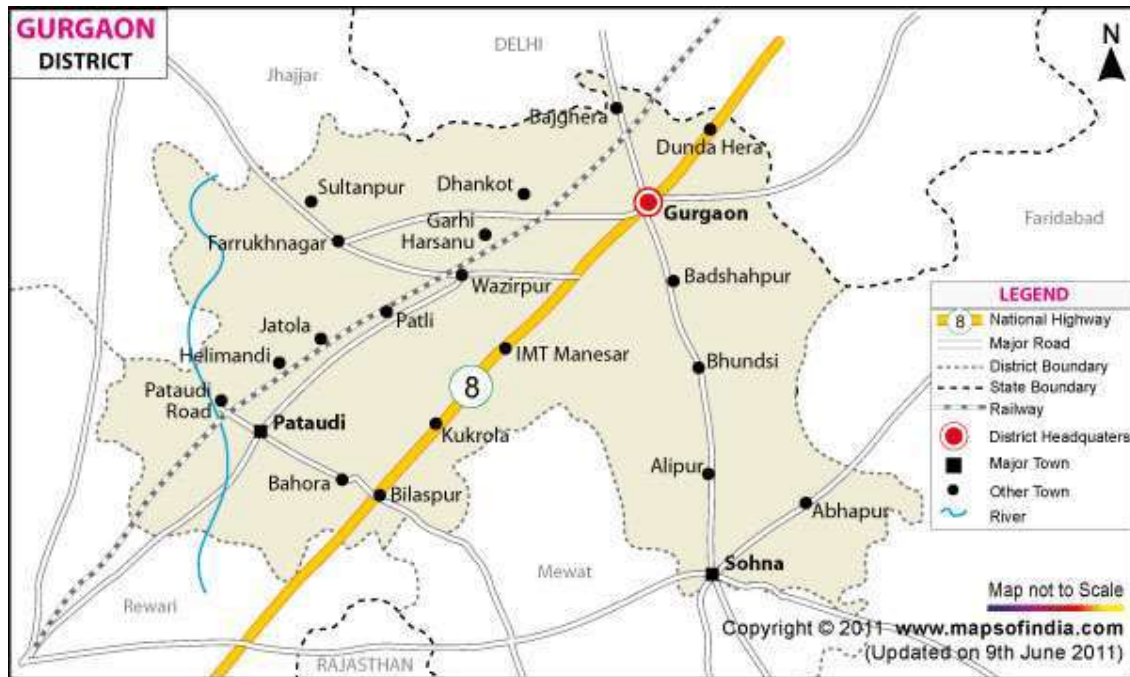 GURGAON
DISTRICT
DELHI
N
Jhajjar
Bajghera
Dunda Hera
Sultanpur
Dhankot
Gurgaon
Faridabad
Garhi
Harsanu
Farrukhnagar
Wazirpur
Badshahpur
Patli
Jatola
Helimandi
IMT Manesar
Bhundsi
8
Pataudi
Road
Pataudi
Kukrola
Bahora
Bilaspur
Alipur
Abhapur
Sohna
Mewat
Rewari
RAJASTHAN
LEGEND
8 National Highway
Major Road
District Boundary
State Boundary
Railway
District Headquaters
Major Town
Other Town
River
Map not to Scale
Copyright © 2011 www.mapsofindia.com
(Updated on 9th June 2011)